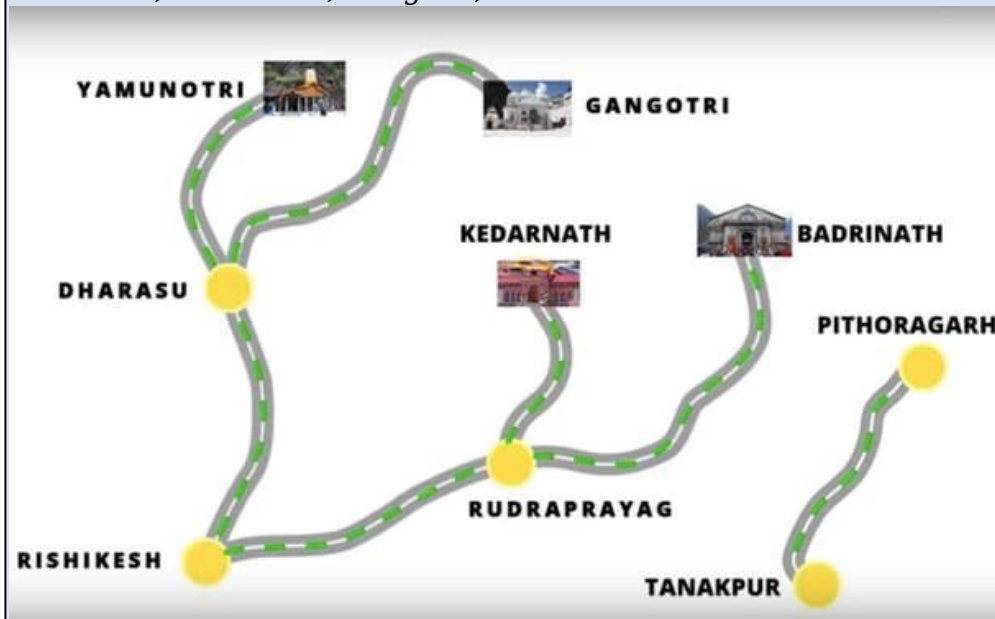 YAMUNOTRI
GANGOTRI
KEDARNATH
BADRINATH
DHARASU
PITHORAGARH
RUDRAPRAYAG
RISHIKESH
TANAKPUR